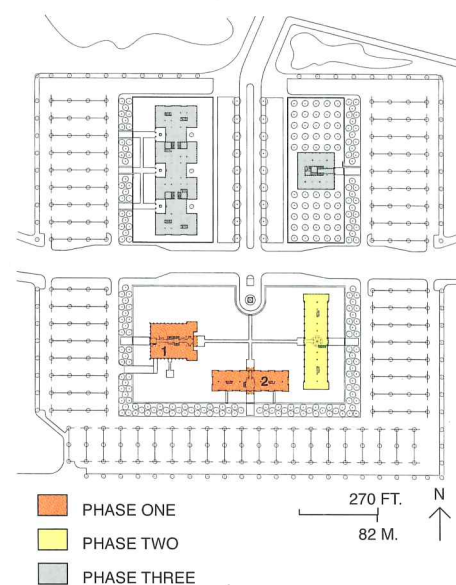 1
2
PHASE ONE
PHASE TWO
PHASE THREE
270 FT.
82 M.
N